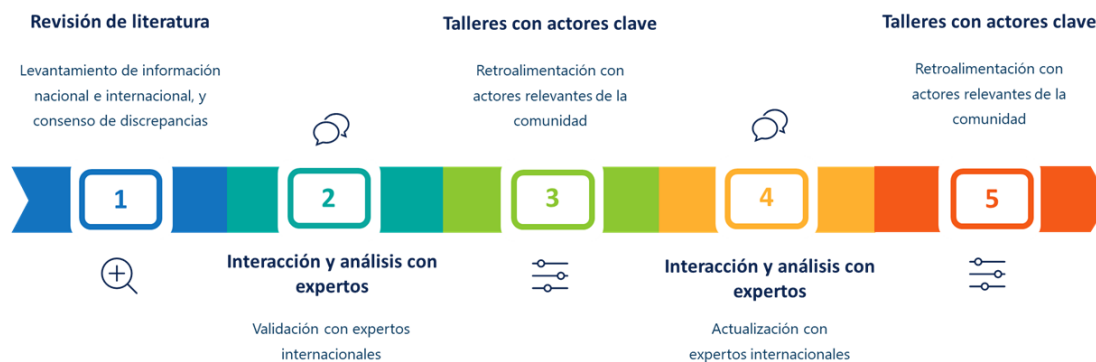 Revisión de literatura
Levantamiento de información
nacional e internacional, y
consenso de discrepancias
1
2
Interacción y análisis con
expertos
Validación con expertos
internacionales
Talleres con actores clave
Retroalimentación con
actores relevantes de la
comunidad
3
4
Interacción y análisis con
expertos
Actualización con
expertos internacionales
Talleres con actores clave
Retroalimentación con
actores relevantes de la
comunidad
5